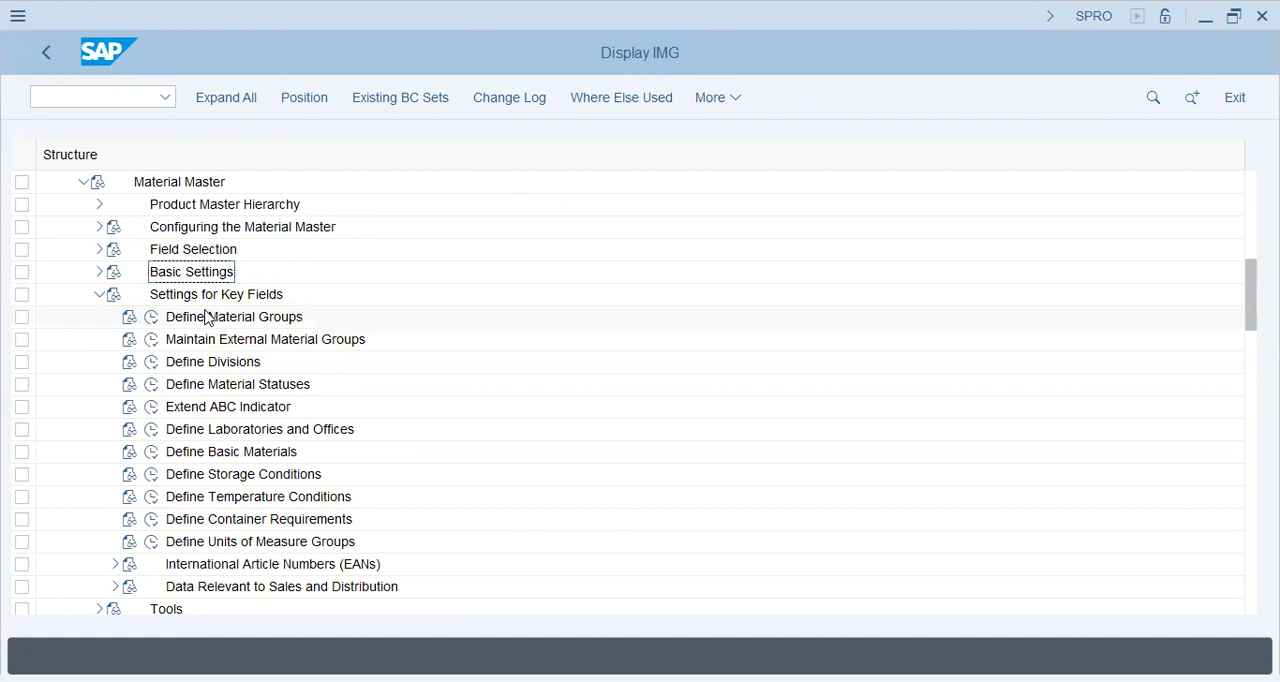 SPRO
SAP
Display IMG
Expand All Position Existing BC Sets Change Log Where Else Used More Exit
Structure
Material Master
Product Master Hierarchy
Configuring the Material Master
Field Selection
Basic Settings
Settings for Key Fields
Define Material Groups
Maintain External Material Groups
Define Divisions
Define Material Statuses
Extend ABC Indicator
Define Laboratories and Offices
Define Basic Materials
Define Storage Conditions
Define Temperature Conditions
Define Container Requirements
Define Units of Measure Groups
International Article Numbers (EANs)
Data Relevant to Sales and Distribution
Tools